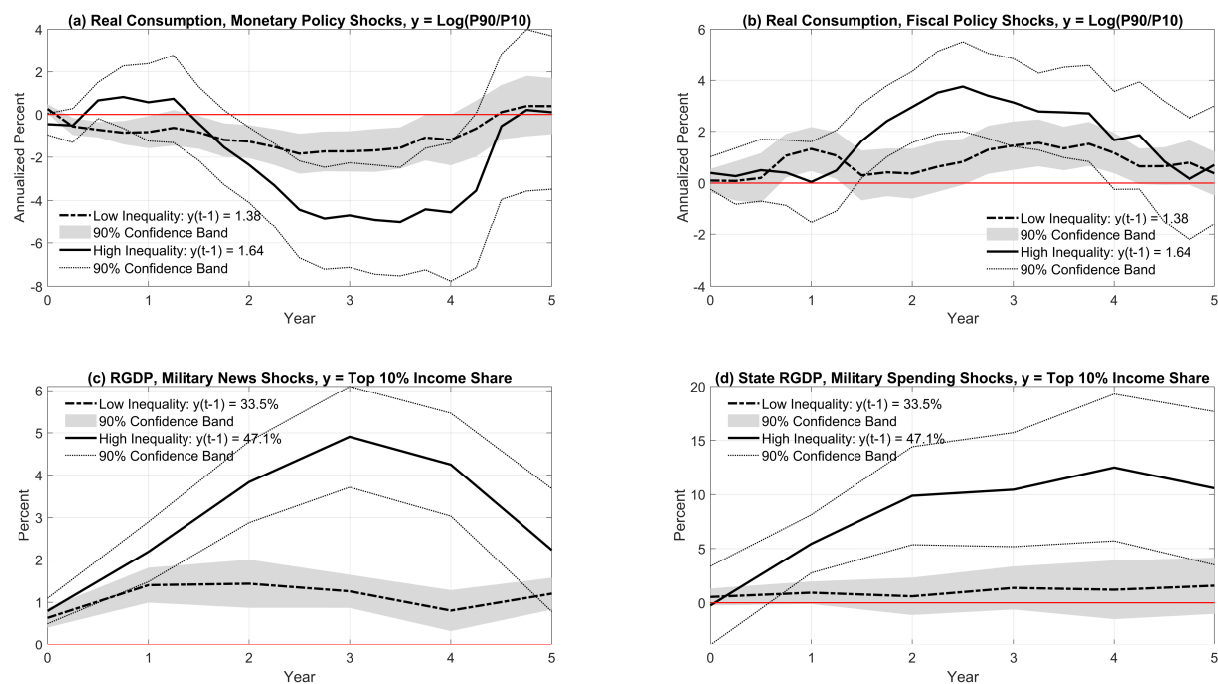 (a) Real Consumption, Monetary Policy Shocks, y = Log(P90/P10)
4
2
0
-2
-4
-6
-8
Annualized Percent
Low Inequality: y(t-1) = 1.38
90% Confidence Band
High Inequality: y(t-1) = 1.64
90% Confidence Band
0 1 2 3 4 5
Year
(b) Real Consumption, Fiscal Policy Shocks, y = Log(P90/P10)
6
4
2
0
-2
-4
Annualized Percent
Low Inequality: y(t-1) = 1.38
90% Confidence Band
High Inequality: y(t-1) = 1.64
90% Confidence Band
0 1 2 3 4 5
Year
(c) RGDP, Military News Shocks, y = Top 10% Income Share
6
5
4
3
2
1
0
Percent
Low Inequality: y(t-1) = 33.5%
90% Confidence Band
High Inequality: y(t-1) = 47.1%
90% Confidence Band
0 1 2 3 4 5
Year
(d) State RGDP, Military Spending Shocks, y = Top 10% Income Share
20
15
10
5
0
Percent
Low Inequality: y(t-1) = 33.5%
90% Confidence Band
High Inequality: y(t-1) = 47.1%
90% Confidence Band
0 1 2 3 4 5
Year